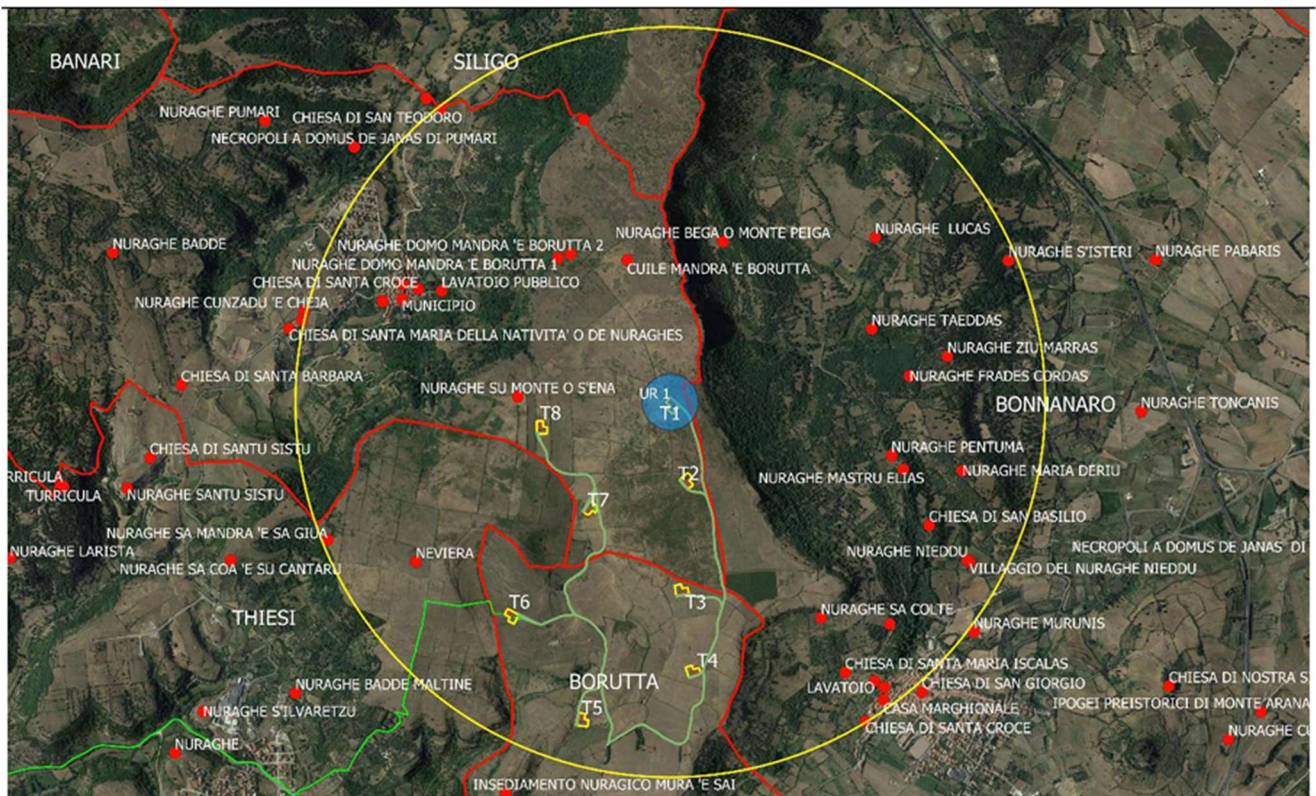 SILIGO
BANARI
NURAGHE PUMARI
CHIESA DI SAN TEODORO
NECROPOLI A DOMUS DE JANAS DI PUMARI
NURAGHE BEGA O MONTE PEIGA
NURAGHE LUCAS
NURAGHE BADDE
NURAGHE DOMO MANDRA 'E BORUTTA 2
NURAGHE S'ISTERI
NURAGHE PABARIS
NURAGHE DOMO MANDRA 'E BORUTTA 1
CUILE MANDRA 'E BORUTTA
CHIESA DI SANTA CROCE
LAVATOIO PUBBLICO
NURAGHE CUNZADU 'E CHEJA
MUNICIPIO
NURAGHE TAEDDAS
CHIESA DI SANTA MARIA DELLA NATIVITA' O DE NURAGHES
NURAGHE ZIU MARRAS
CHIESA DI SANTA BARBARA
NURAGHE FRADES CORDAS
NURAGHE SU MONTE O S'ENA
UR 1
BONNANARO
NURAGHE TONCANIS
T8
T1
CHIESA DI SANTU SISTU
NURAGHE PENTUMA
RRICULA
T2
NURAGHE MASTRU ELIAS
NURAGHE MARIA DERIU
TURRICULA
NURAGHE SANTU SISTU
T7
CHIESA DI SAN BASILIO
NURAGHE SA MANDRA 'E SA GIUA
NURAGHE LARISTA
NEVIERA
NURAGHE NIEDDU
NECROPOLI A DOMUS DE JANAS DI
NURAGHE SA COA 'E SU CANTARU
VILLAGGIO DEL NURAGHE NIEDDU
T6
T3
NURAGHE SA COLTE
THIESI
NURAGHE MURUNIS
T4
CHIESA DI SANTA MARIA ISCALAS
BORUTTA
NURAGHE BADDE MALTINE
LAVATOIO
CHIESA DI SAN GIORGIO
CHIESA DI NOSTRA S
NURAGHE S'ILVARETZU
T5
CASA MARGHIONALE
IPOGEI PREISTORICI DI MONTE ARANA
CHIESA DI SANTA CROCE
NURAGHE CU
NURAGHE
INSEDIAMENTO NURAGICO MURA 'E SAI